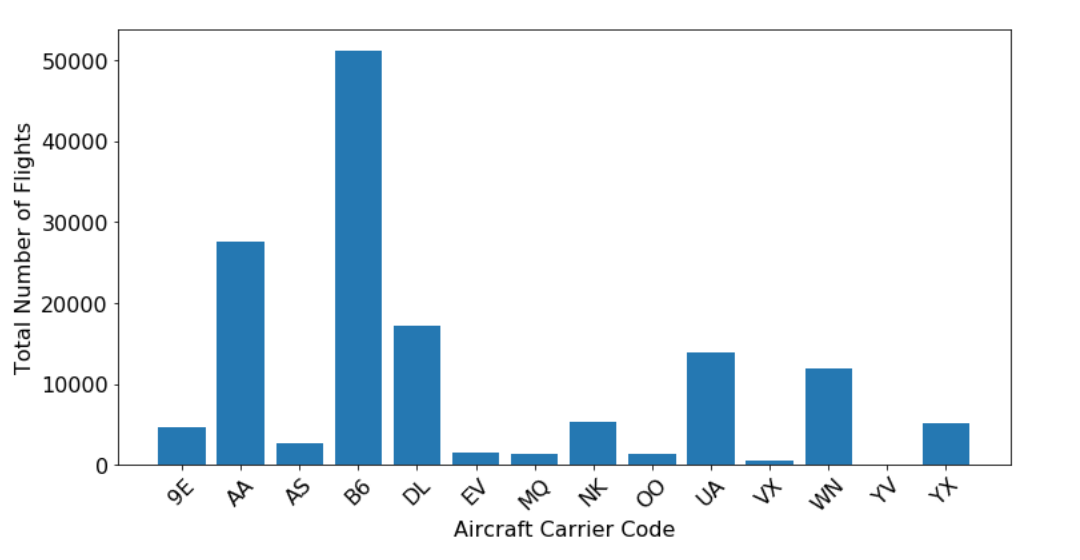 Total Number of Flights
50000
40000
30000
20000
10000
0
9E AA AS B6 DL EV MQ NK OO UA VX WN YV YX
Aircraft Carrier Code